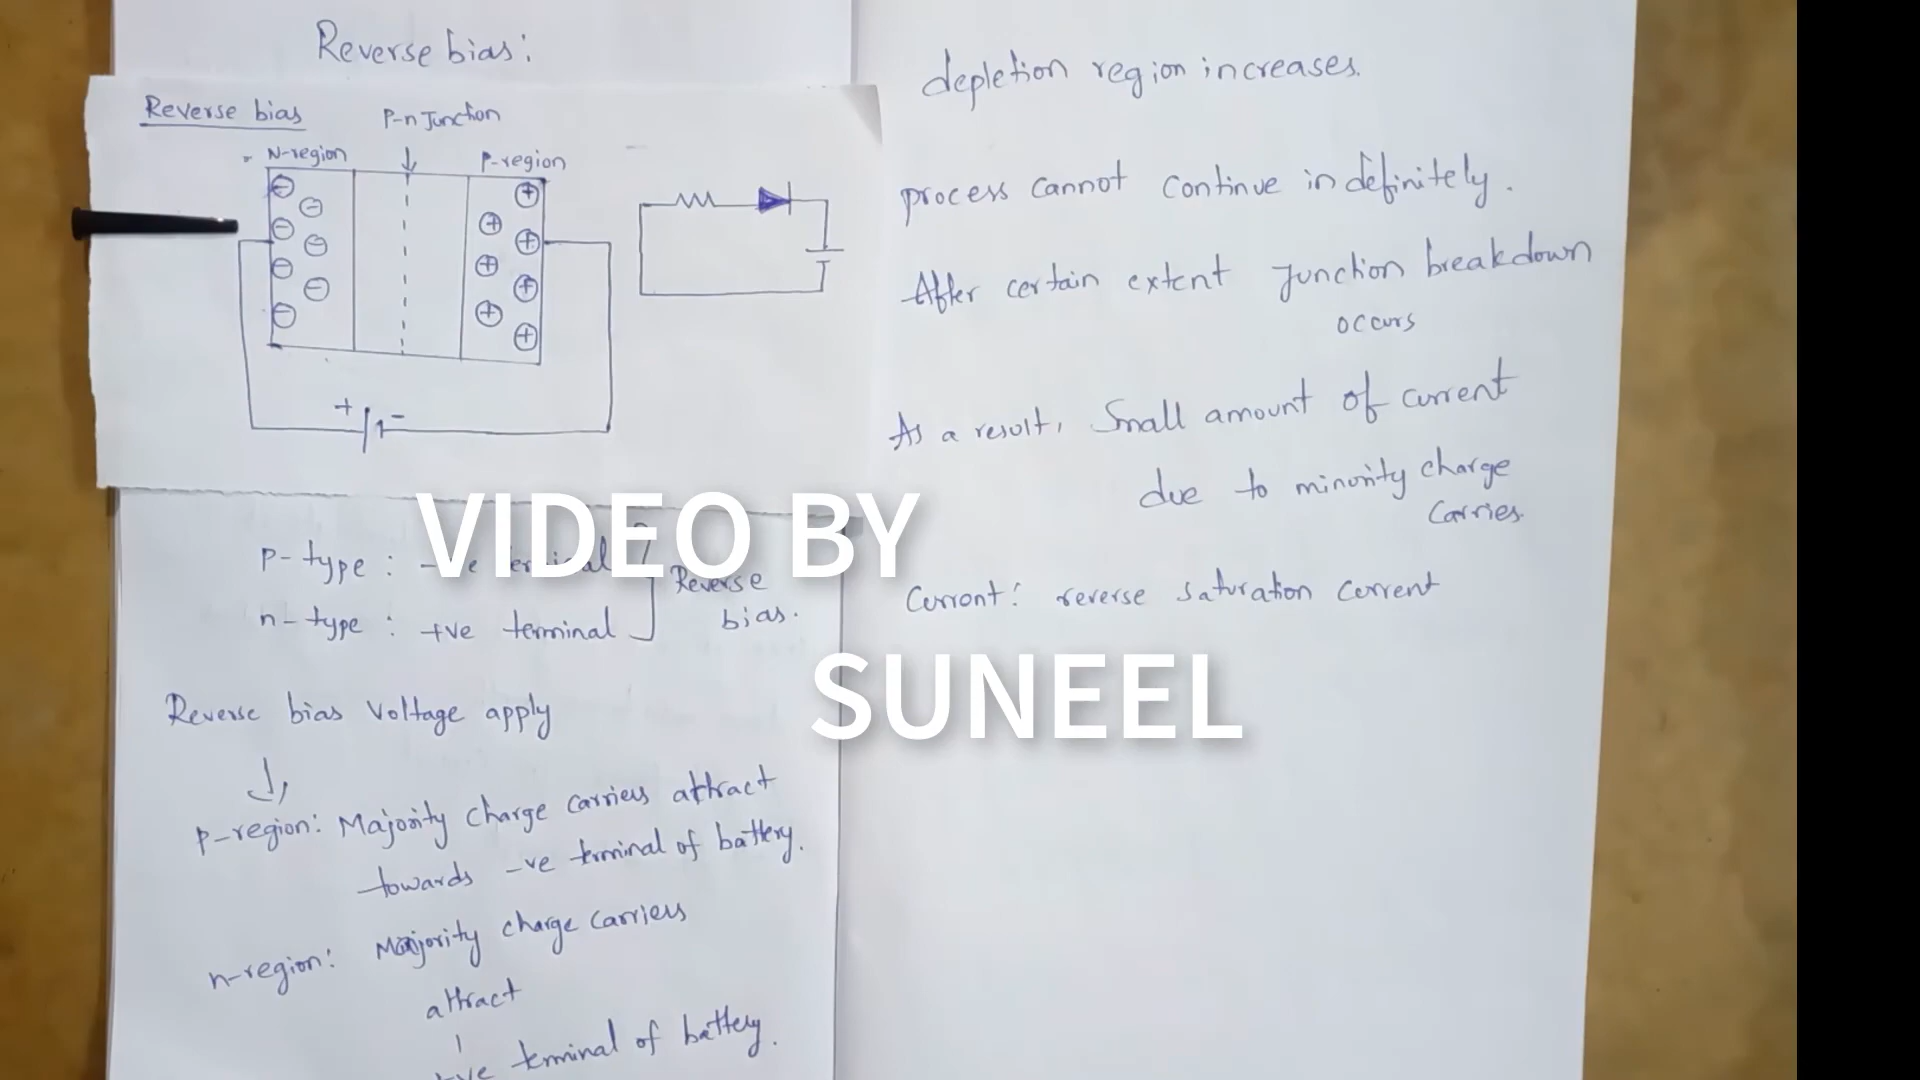 Reverse bias:
Reverse bias
P-n Junction
N-region
P-region
+ -
p-type : -ve terminal
n-type : +ve terminal
Reverse
bias.
Reverse bias Voltage apply
p-region: Majority charge carriers attract
towards -ve terminal of battery.
n-region: Majority charge carriers
attract
+ve terminal of battery.
depletion region increases.
process cannot continue indefinitely.
After certain extent Junction breakdown
occurs
As a result, Small amount of current
due to minority charge
Carries.
Current: reverse saturation current
VIDEO BY
SUNEEL